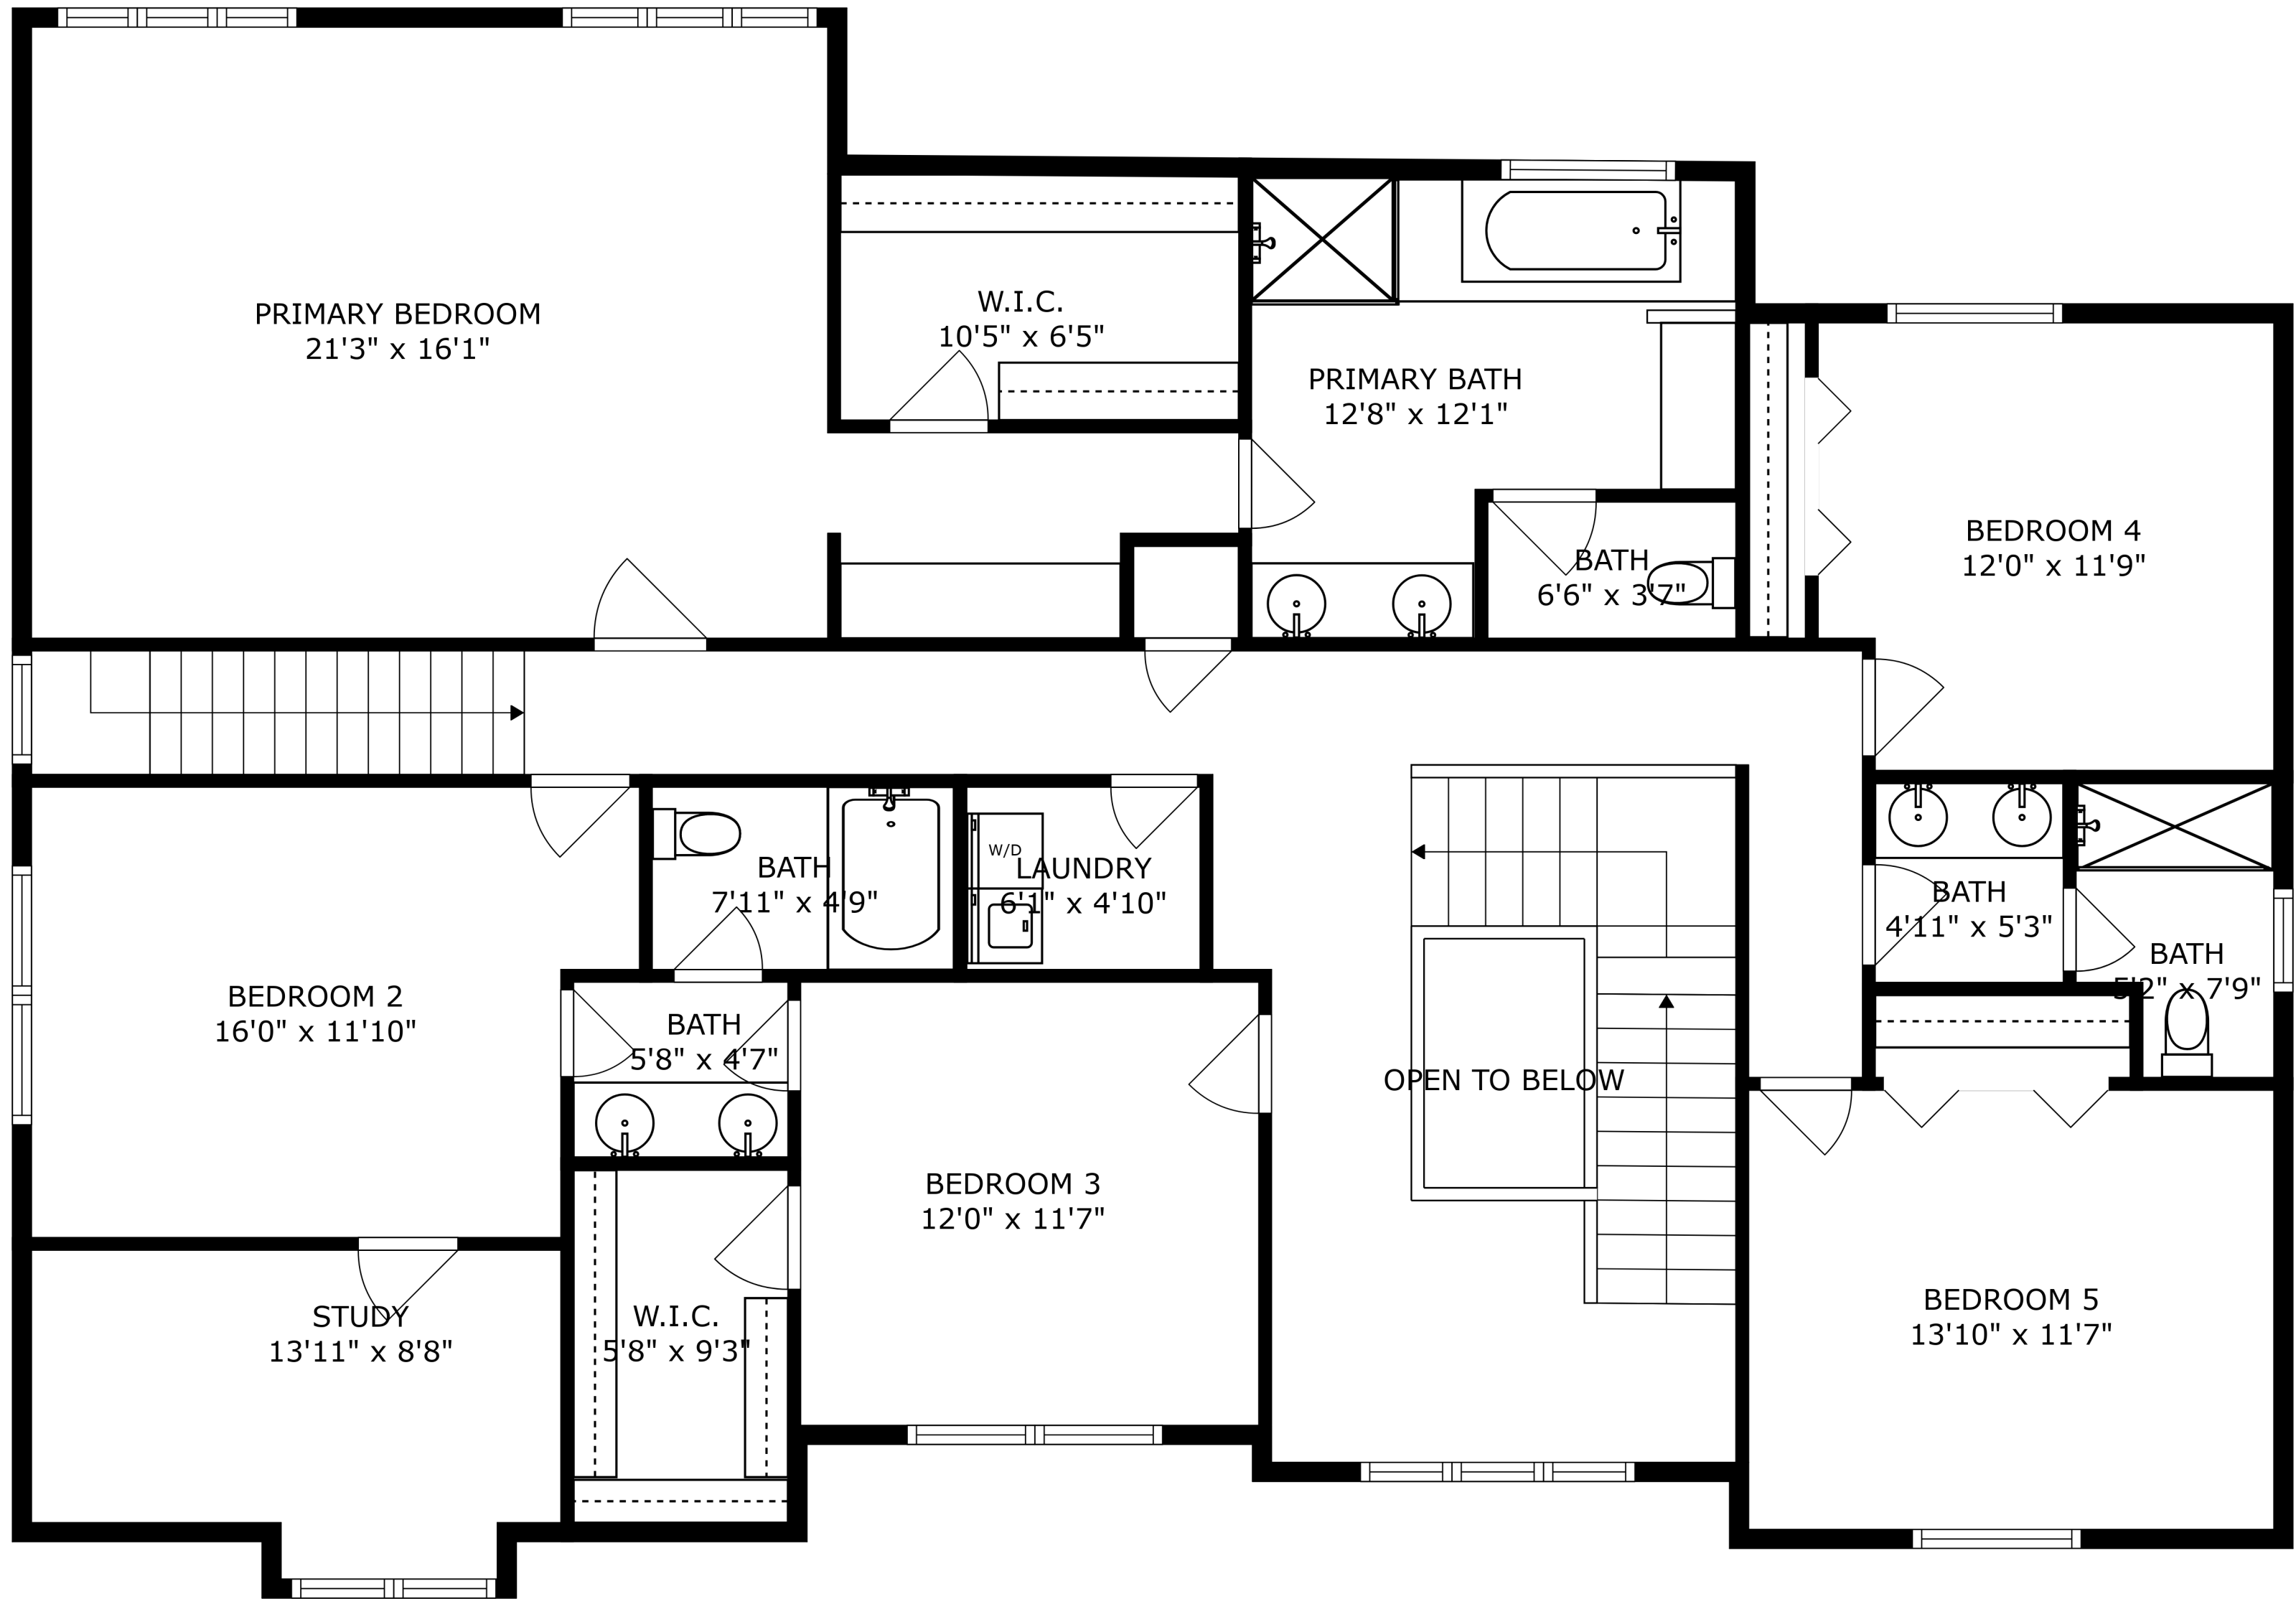 PRIMARY BEDROOM
21'3" x 16'1"
W.I.C.
10'5" x 6'5"
PRIMARY BATH
12'8" x 12'1"
BATH
6'6" x 3'7"
BEDROOM 4
12'0" x 11'9"
BATH
7'11" x 4'9"
W/D
LAUNDRY
6'1" x 4'10"
BATH
4'11" x 5'3"
BATH
5'2" x 7'9"
BEDROOM 2
16'0" x 11'10"
BATH
5'8" x 4'7"
OPEN TO BELOW
BEDROOM 3
12'0" x 11'7"
STUDY
13'11" x 8'8"
W.I.C.
5'8" x 9'3"
BEDROOM 5
13'10" x 11'7"